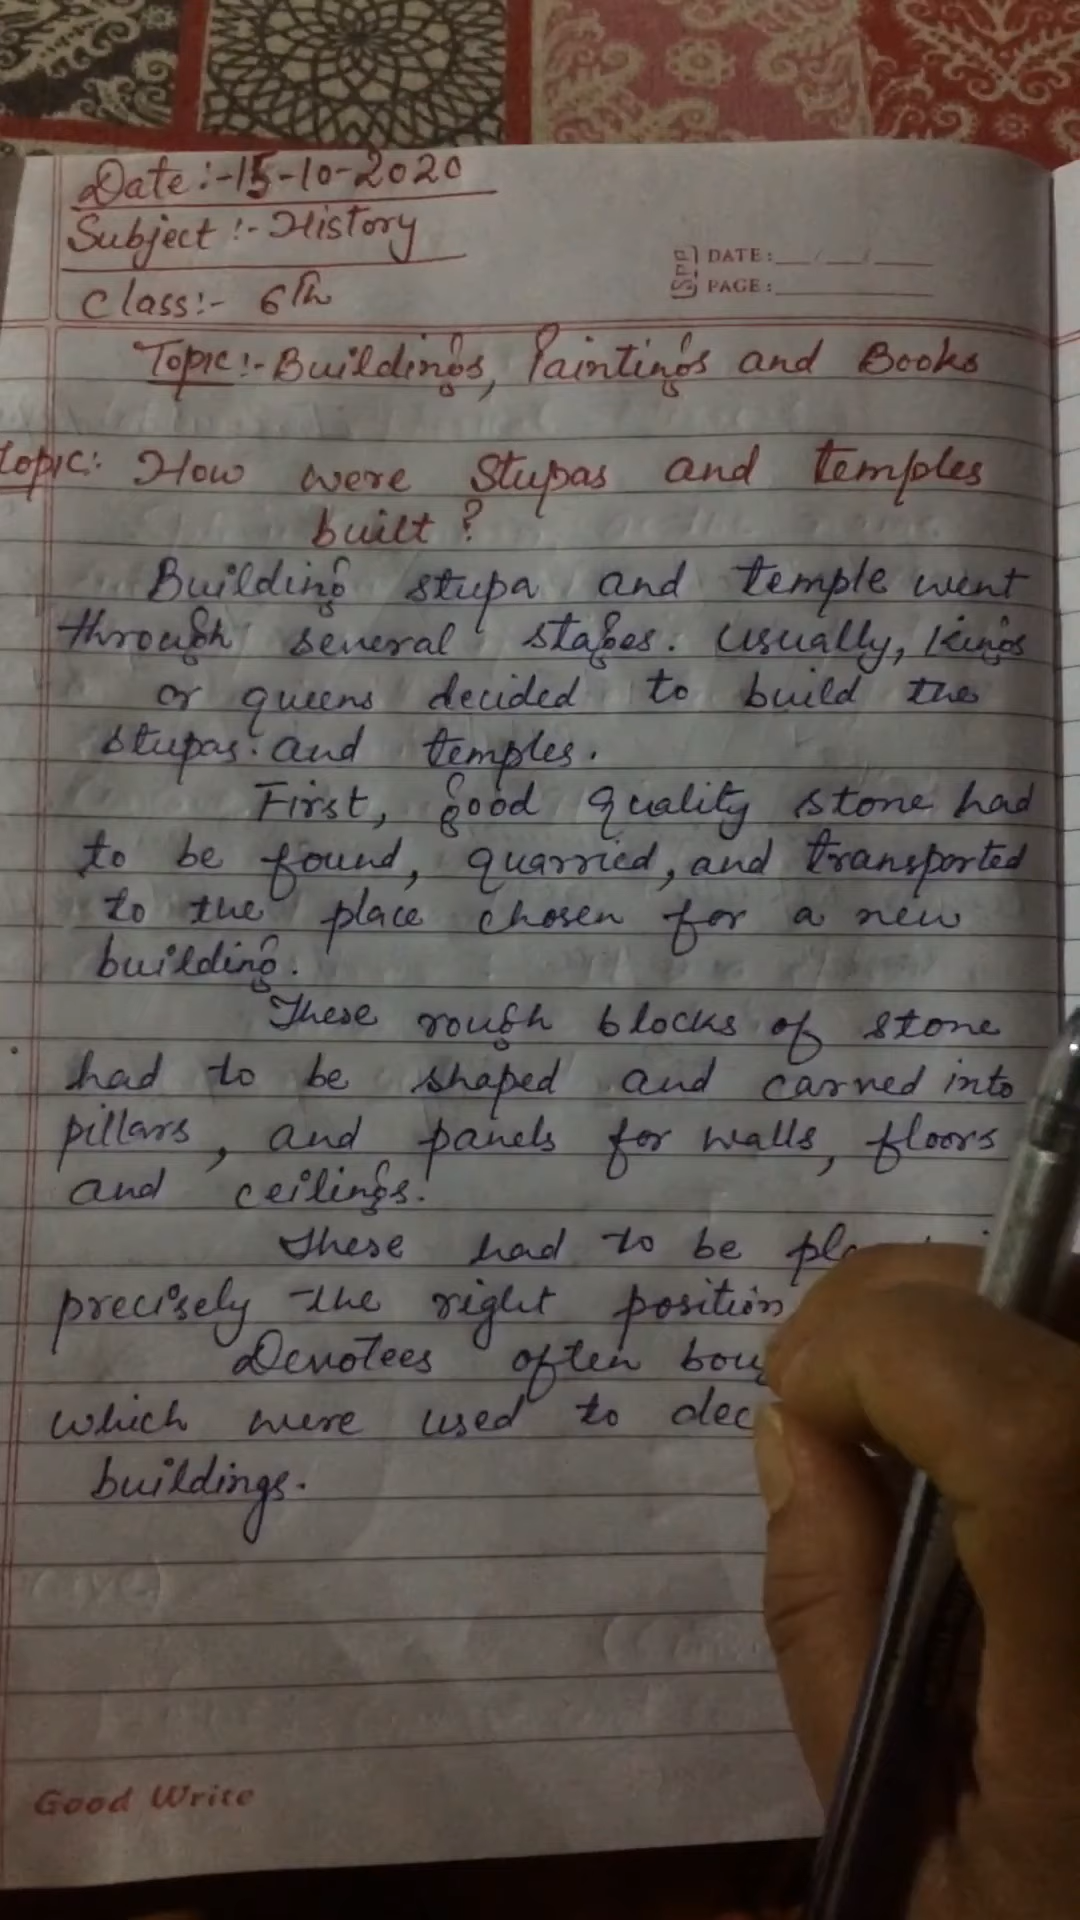 Date:-15-10-2020
Subject:-History
DATE:
Class:- 6th
PAGE:
Topic:- Buildings, Paintings and Books
Topic: How were Stupas and temples
built?
Building stupa and temple went
through several stages. Usually, kings
or queens decided to build the
stupas and temples.
First, good quality stone had
to be found, quarried, and transported
to the place chosen for a new
building.
These rough blocks of stone
had to be shaped and carved into
pillars, and panels for walls, floors
and ceilings.
These had to be
precisely the right position
Devotees often
which were used to
buildings.
Good Write